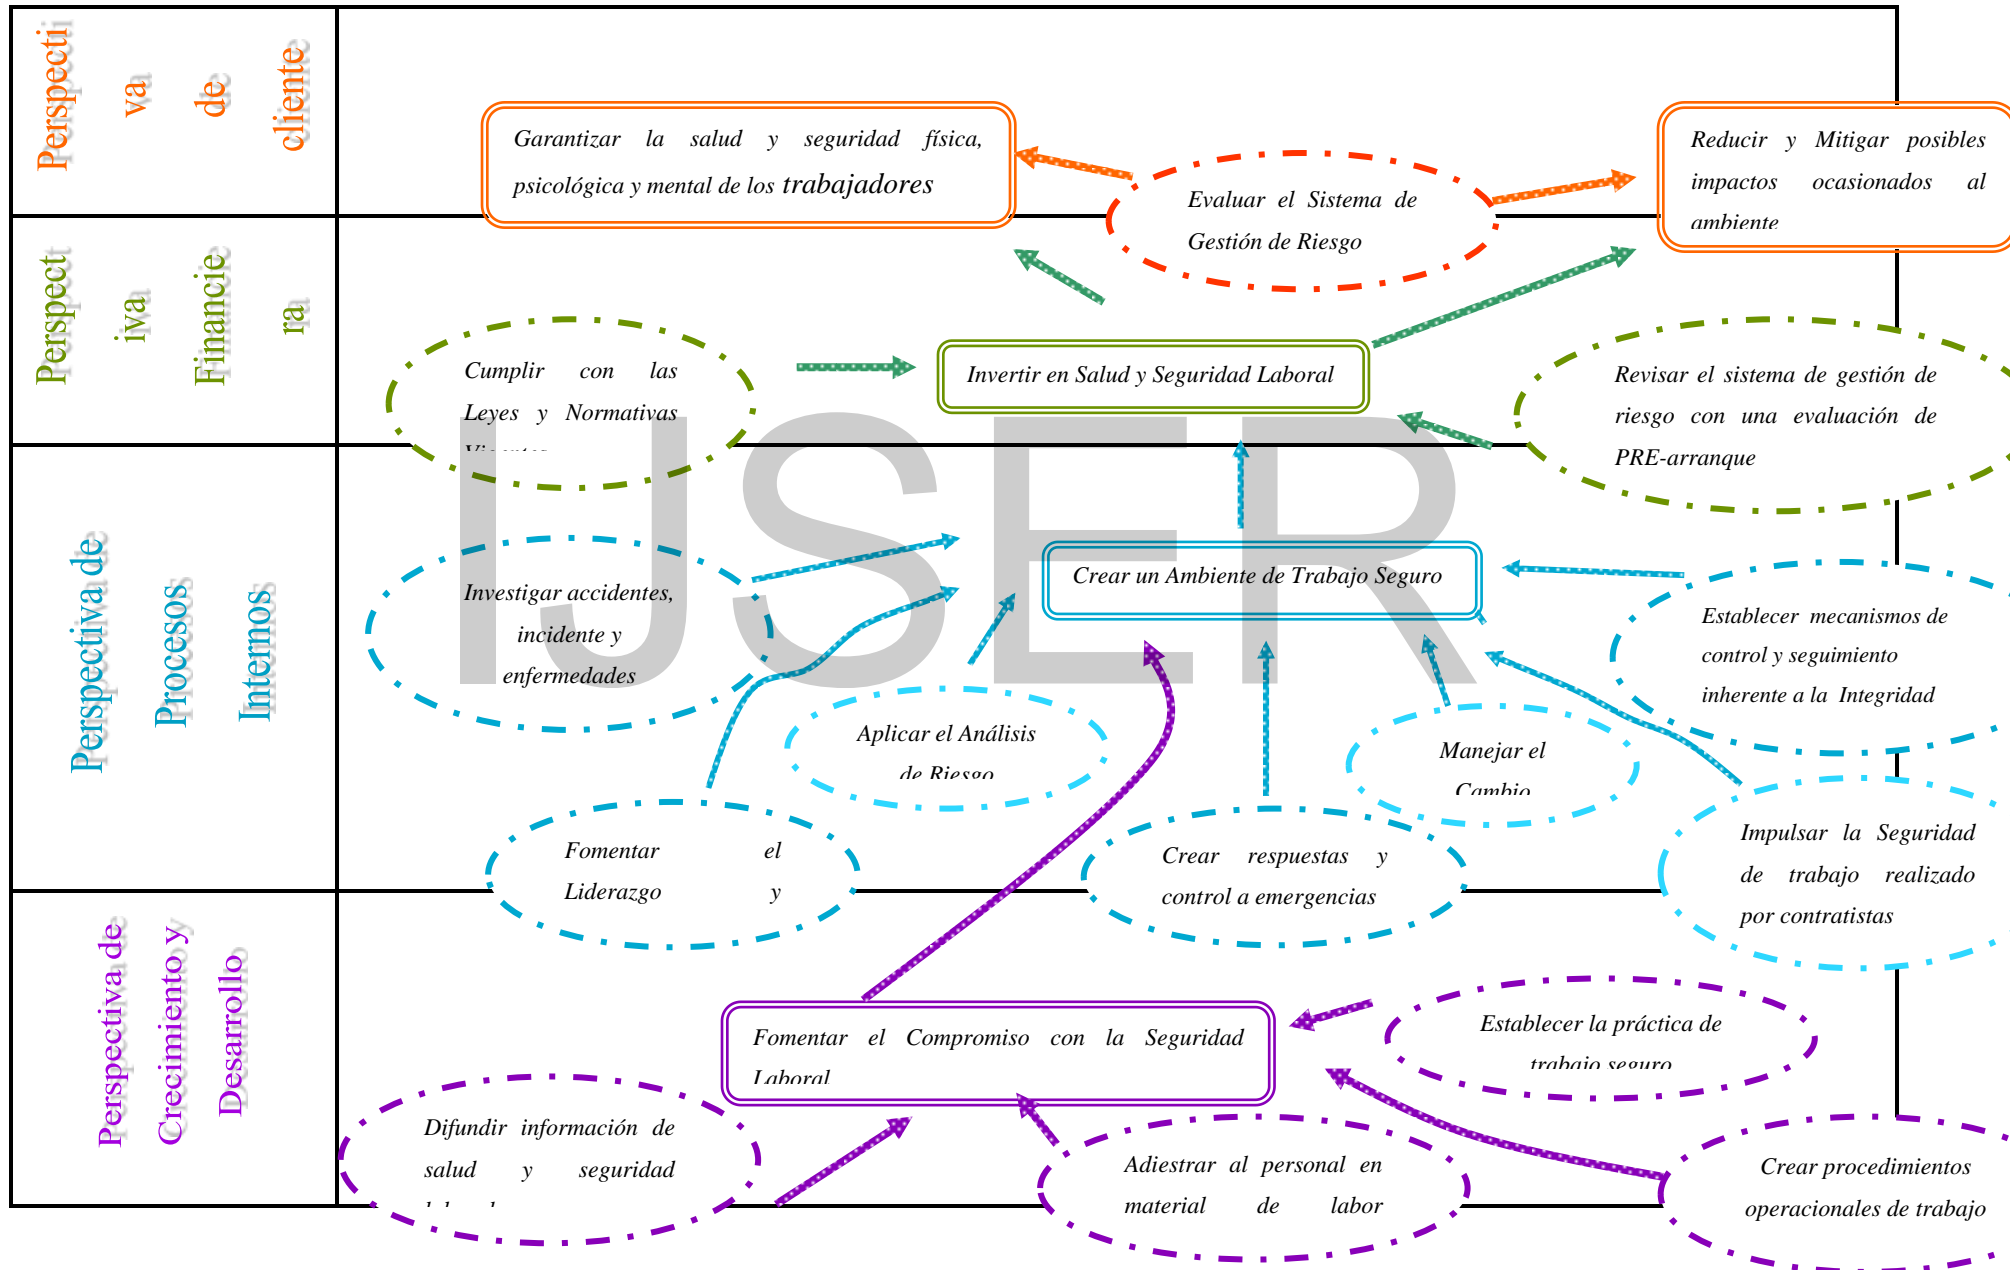 Perspecti
va
de
cliente
Garantizar la salud y seguridad física,
psicológica y mental de los trabajadores
Evaluar el Sistema de
Gestión de Riesgo
Reducir y Mitigar posibles
impactos ocasionados al
ambiente
Perspect
iva
Financie
ra
Cumplir con las
Leyes y Normativas
Invertir en Salud y Seguridad Laboral
Revisar el sistema de gestión de
riesgo con una evaluación de
PRE-arranque
IJSER
Perspectiva de
Procesos
Internos
Investigar accidentes,
incidente y
enfermedades
Crear un Ambiente de Trabajo Seguro
Establecer mecanismos de
control y seguimiento
inherente a la Integridad
Aplicar el Análisis
de Riesgo
Manejar el
Cambio
Fomentar el
Liderazgo y
Crear respuestas y
control a emergencias
Impulsar la Seguridad
de trabajo realizado
por contratistas
Perspectiva de
Crecimiento y
Desarrollo
Fomentar el Compromiso con la Seguridad
Laboral
Establecer la práctica de
trabajo seguro
Difundir información de
salud y seguridad
Adiestrar al personal en
material de labor
Crear procedimientos
operacionales de trabajo